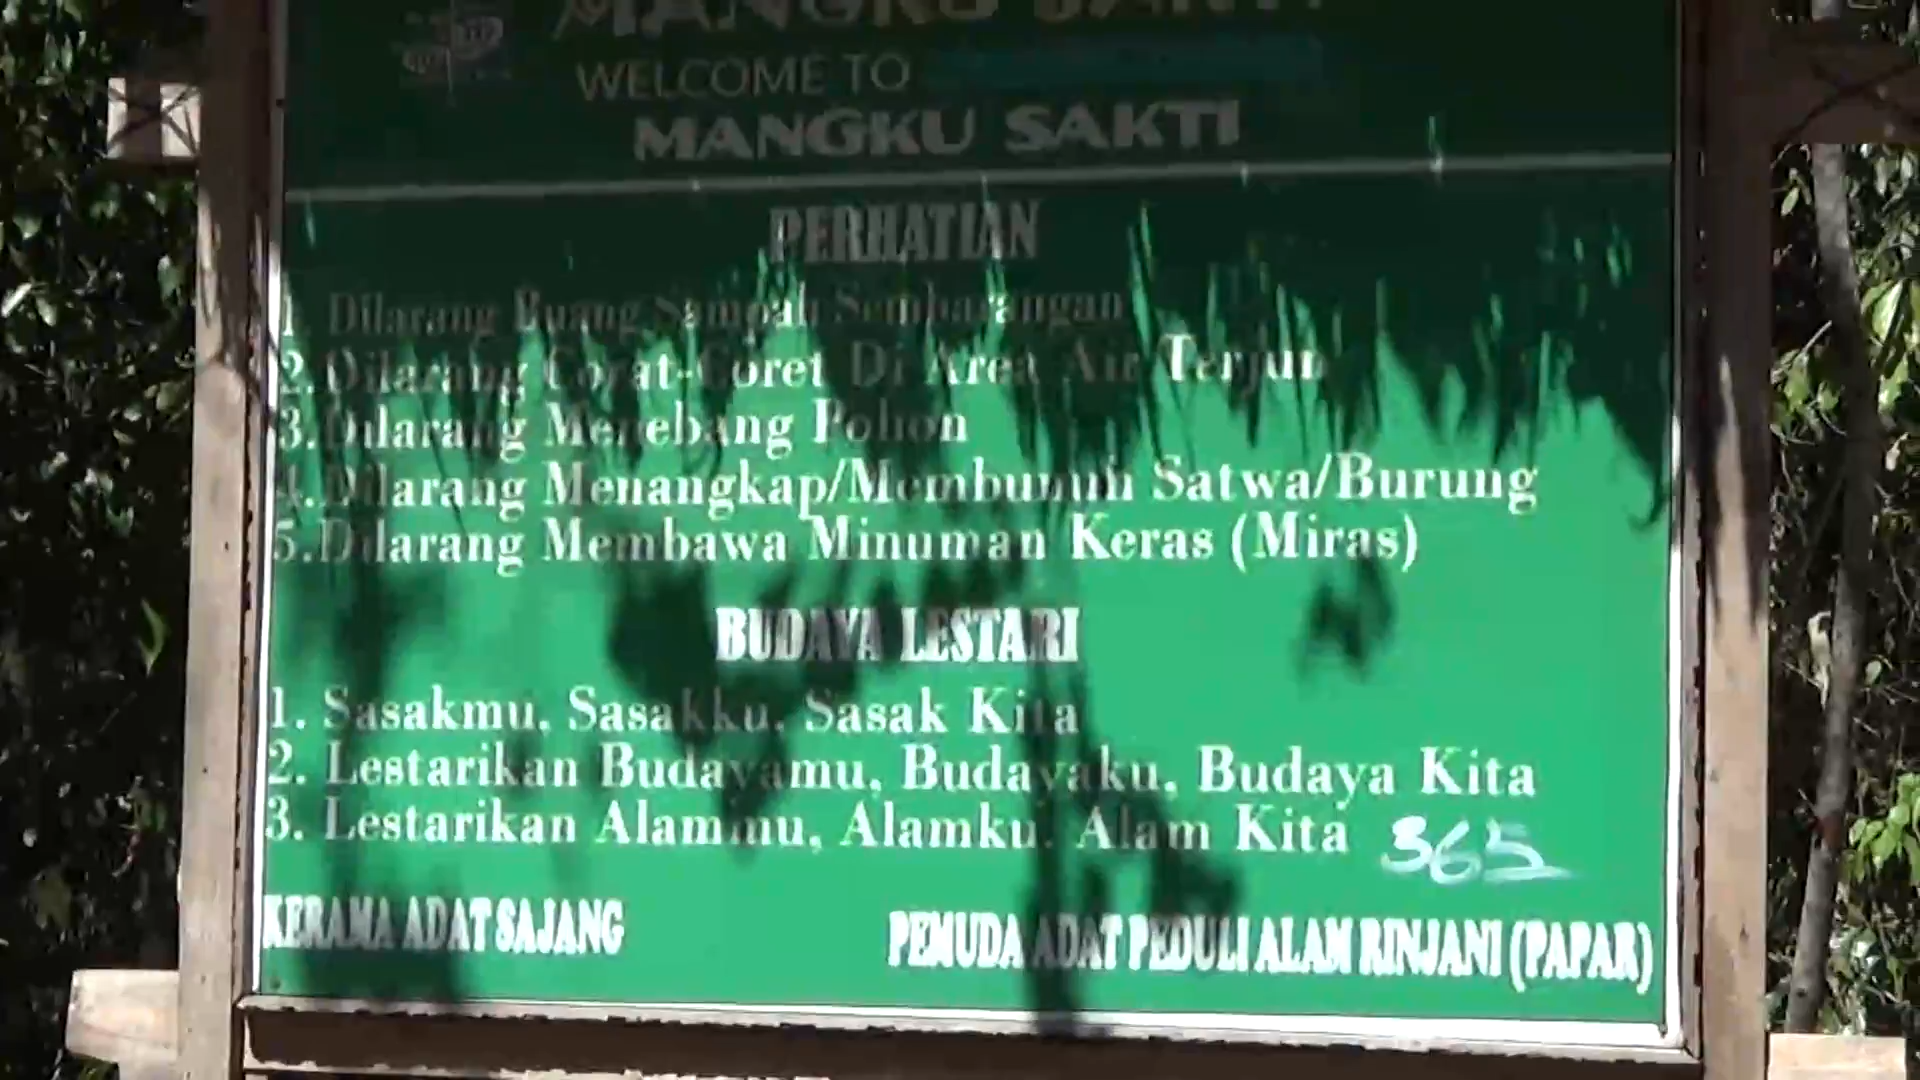 MANGKU SAKTI
WELCOME TO
MANGKU SAKTI
PERHATIAN
1. Dilarang Buang Sampah Sembarangan
2. Dilarang Corat-Coret Di Area Air Terjun
3. Dilarang Menebang Pohon
4. Dilarang Menangkap/Membunuh Satwa/Burung
5. Dilarang Membawa Minuman Keras (Miras)
BUDAYA LESTARI
1. Sasakmu, Sasakku, Sasak Kita
2. Lestarikan Budayamu, Budayaku, Budaya Kita
3. Lestarikan Alammu, Alamku, Alam Kita 365
KERAMA ADAT SAJANG
PEMUDA ADAT PEDULI ALAM RINJANI (PAPAR)